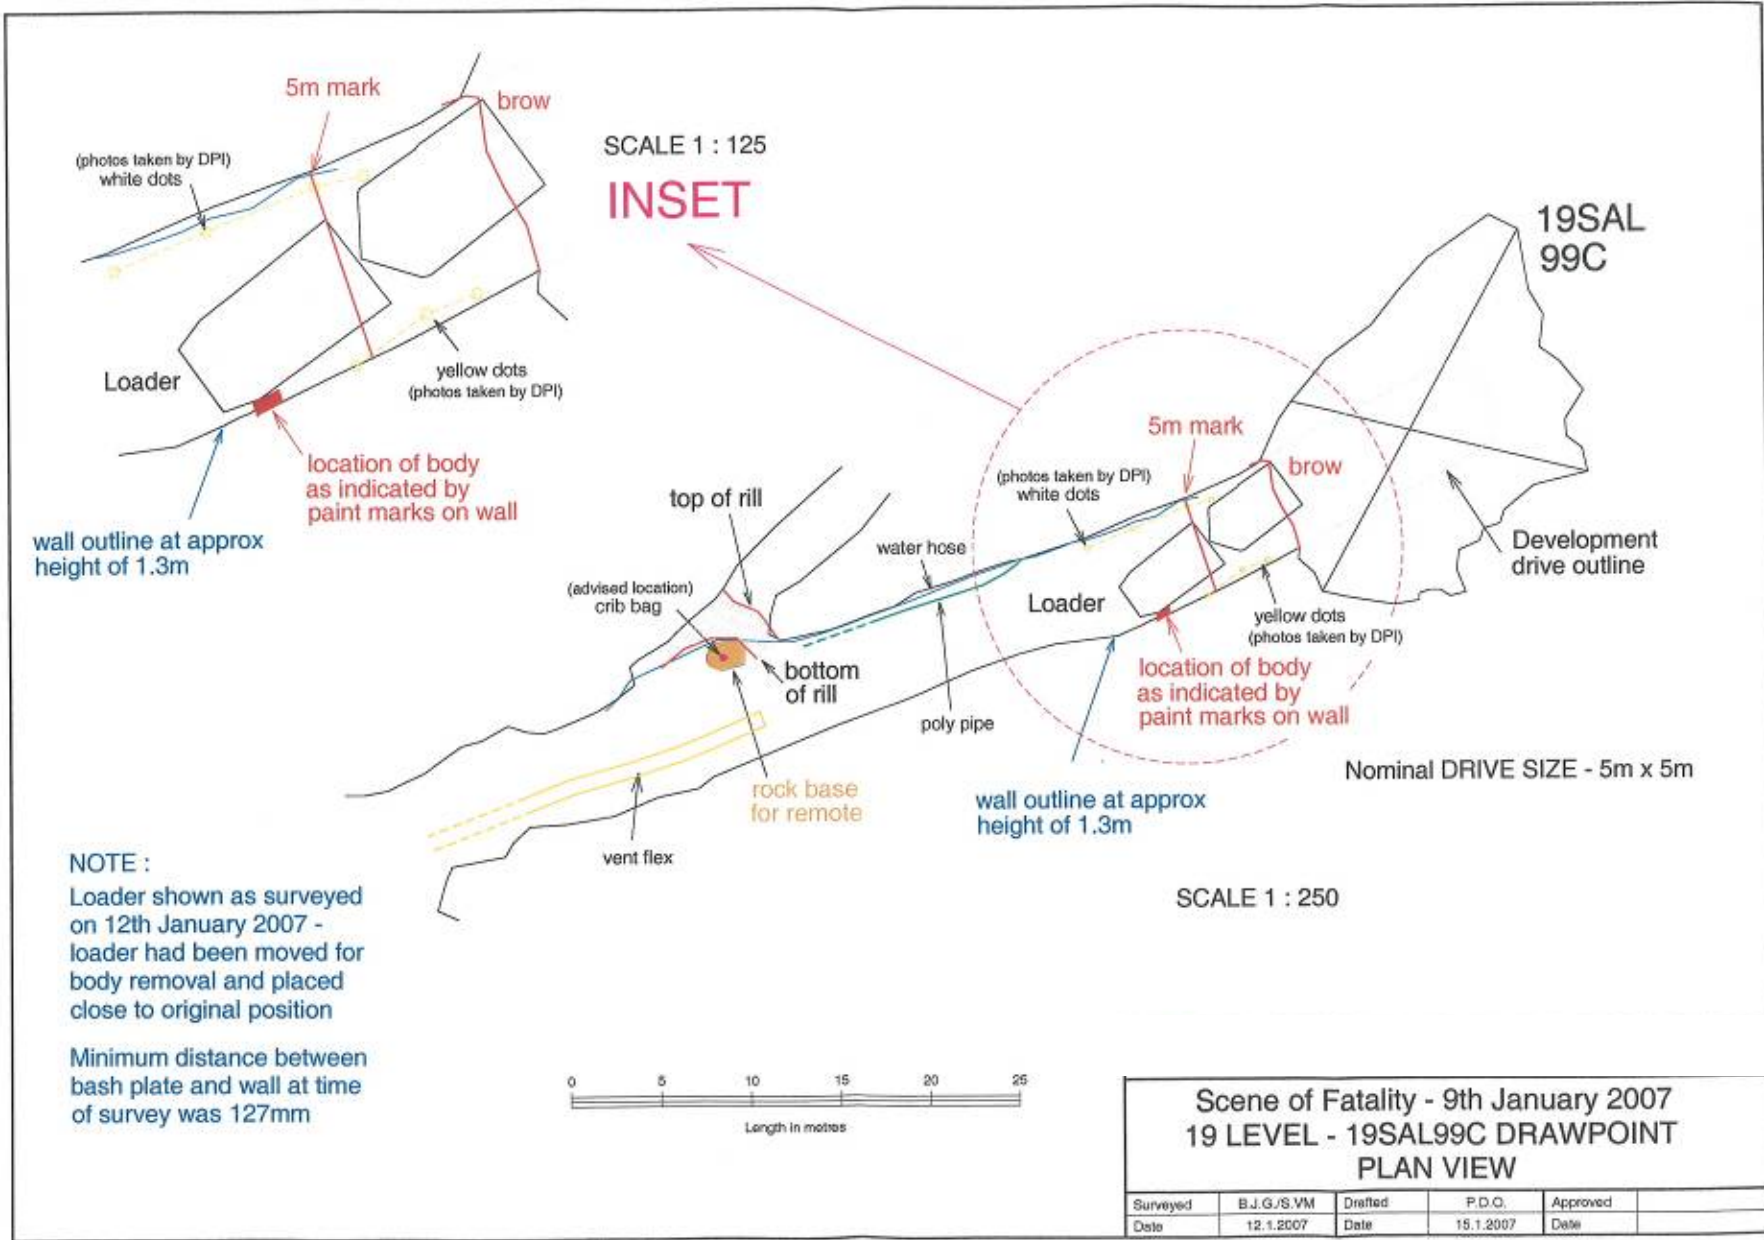 5m mark
brow
(photos taken by DPI)
white dots
SCALE 1 : 125
INSET
Loader
yellow dots
(photos taken by DPI)
location of body
as indicated by
paint marks on wall
wall outline at approx
height of 1.3m
19SAL
99C
5m mark
brow
(photos taken by DPI)
white dots
top of rill
water hose
(advised location)
crib bag
Loader
Development
drive outline
yellow dots
(photos taken by DPI)
bottom
of rill
location of body
as indicated by
paint marks on wall
poly pipe
Nominal DRIVE SIZE - 5m x 5m
rock base
for remote
wall outline at approx
height of 1.3m
vent flex
SCALE 1 : 250
NOTE :
Loader shown as surveyed
on 12th January 2007 -
loader had been moved for
body removal and placed
close to original position
Minimum distance between
bash plate and wall at time
of survey was 127mm
0 5 10 15 20 25
Length in metres
Scene of Fatality - 9th January 2007
19 LEVEL - 19SAL99C DRAWPOINT
PLAN VIEW
Surveyed B.J.G./S.VM Drafted P.D.O. Approved
Date 12.1.2007 Date 15.1.2007 Date